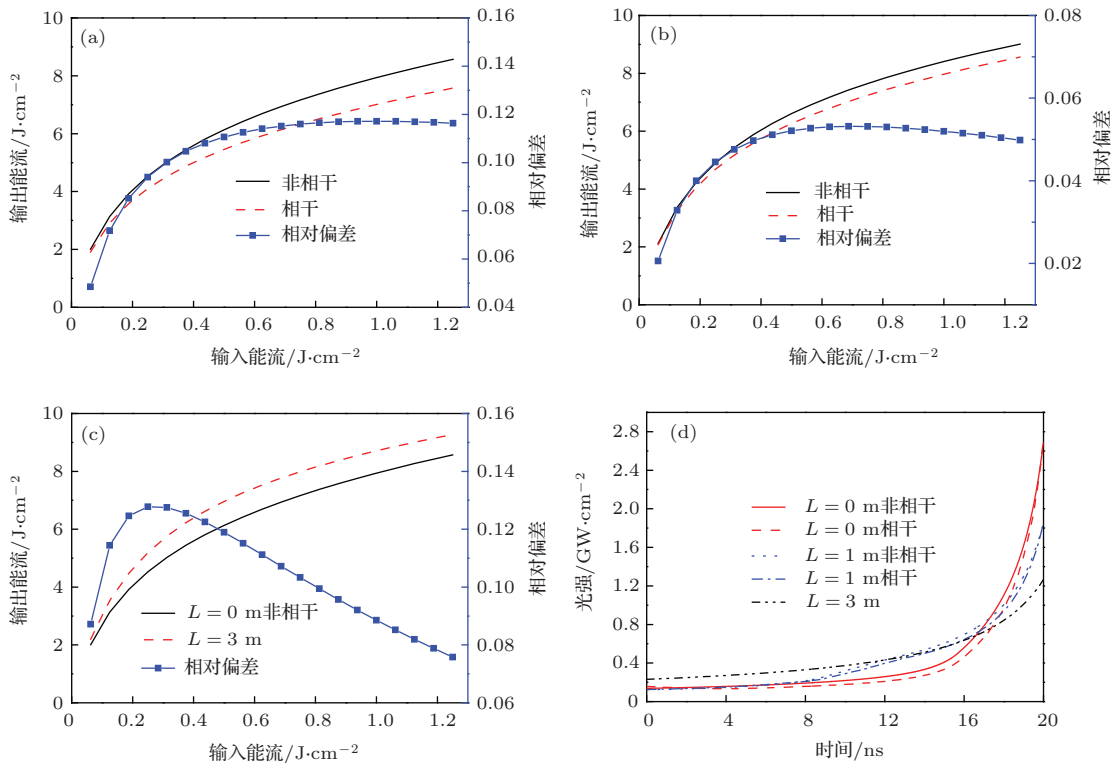 (a)
10
8
6
4
2
0
输出能流/J·cm−2
0.16
0.12
0.10
0.08
0.06
0.04
相对偏差
非相干
相干
相对偏差
0 0.2 0.4 0.6 0.8 1.0 1.2
输入能流/J·cm−2
(b)
10
8
6
4
2
0
输出能流/J·cm−2
0.08
0.06
0.04
0.02
相对偏差
非相干
相干
相对偏差
0 0.2 0.4 0.6 0.8 1.0 1.2
输入能流/J·cm−2
(c)
10
8
6
4
2
0
输出能流/J·cm−2
0.16
0.14
0.12
0.10
0.08
0.06
相对偏差
L = 0 m非相干
L = 3 m
相对偏差
0 0.2 0.4 0.6 0.8 1.0 1.2
输入能流/J·cm−2
(d)
2.8
2.4
2.0
1.6
1.2
0.8
0.4
0
光强/GW·cm−2
L = 0 m非相干
L = 0 m相干
L = 1 m非相干
L = 1 m相干
L = 3 m
0 4 8 12 16 20
时间/ns